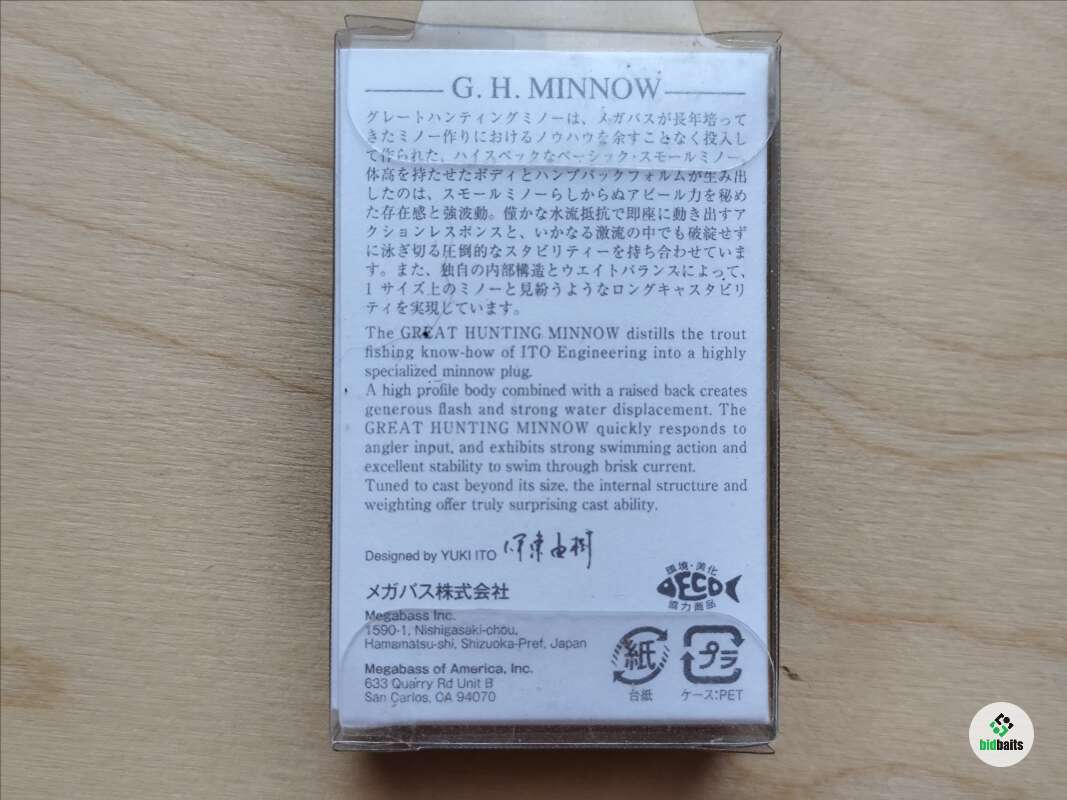 G. H. MINNOW
グレートハンティングミノーは、メガバスが長年培って
きたミノー作りにおけるノウハウを余すことなく投入し
て作られた、ハイスペックなベーシック・スモールミノー。
体高を持たせたボディとハンプバックフォルムが生み出
したのは、スモールミノーらしからぬアピール力を秘め
た存在感と強波動。僅かな水流抵抗で即座に動き出すア
クションレスポンスと、いかなる激流の中でも破綻せず
に泳ぎ切る圧倒的なスタビリティーを持ち合わせていま
す。また、独自の内部構造とウエイトバランスによって、
1サイズ上のミノーと見紛うようなロングキャスタビリ
ティを実現しています。
The GREAT HUNTING MINNOW distills the trout
fishing know-how of ITO Engineering into a highly
specialized minnow plug.
A high profile body combined with a raised back creates
generous flash and strong water displacement. The
GREAT HUNTING MINNOW quickly responds to
angler input, and exhibits strong swimming action and
excellent stability to swim through brisk current.
Tuned to cast beyond its size, the internal structure and
weighting offer truly surprising cast ability.
Designed by YUKI ITO 伊東由樹
メガバス株式会社
Megabass Inc.
1590-1, Nishigasaki-chou,
Hamamatsu-shi, Shizuoka-Pref, Japan
Megabass of America, Inc.
633 Quarry Rd Unit B
San Carlos, CA 94070
環境・美化
ECO
協力商品
紙
台紙
プラ
ケース:PET
bidbaits